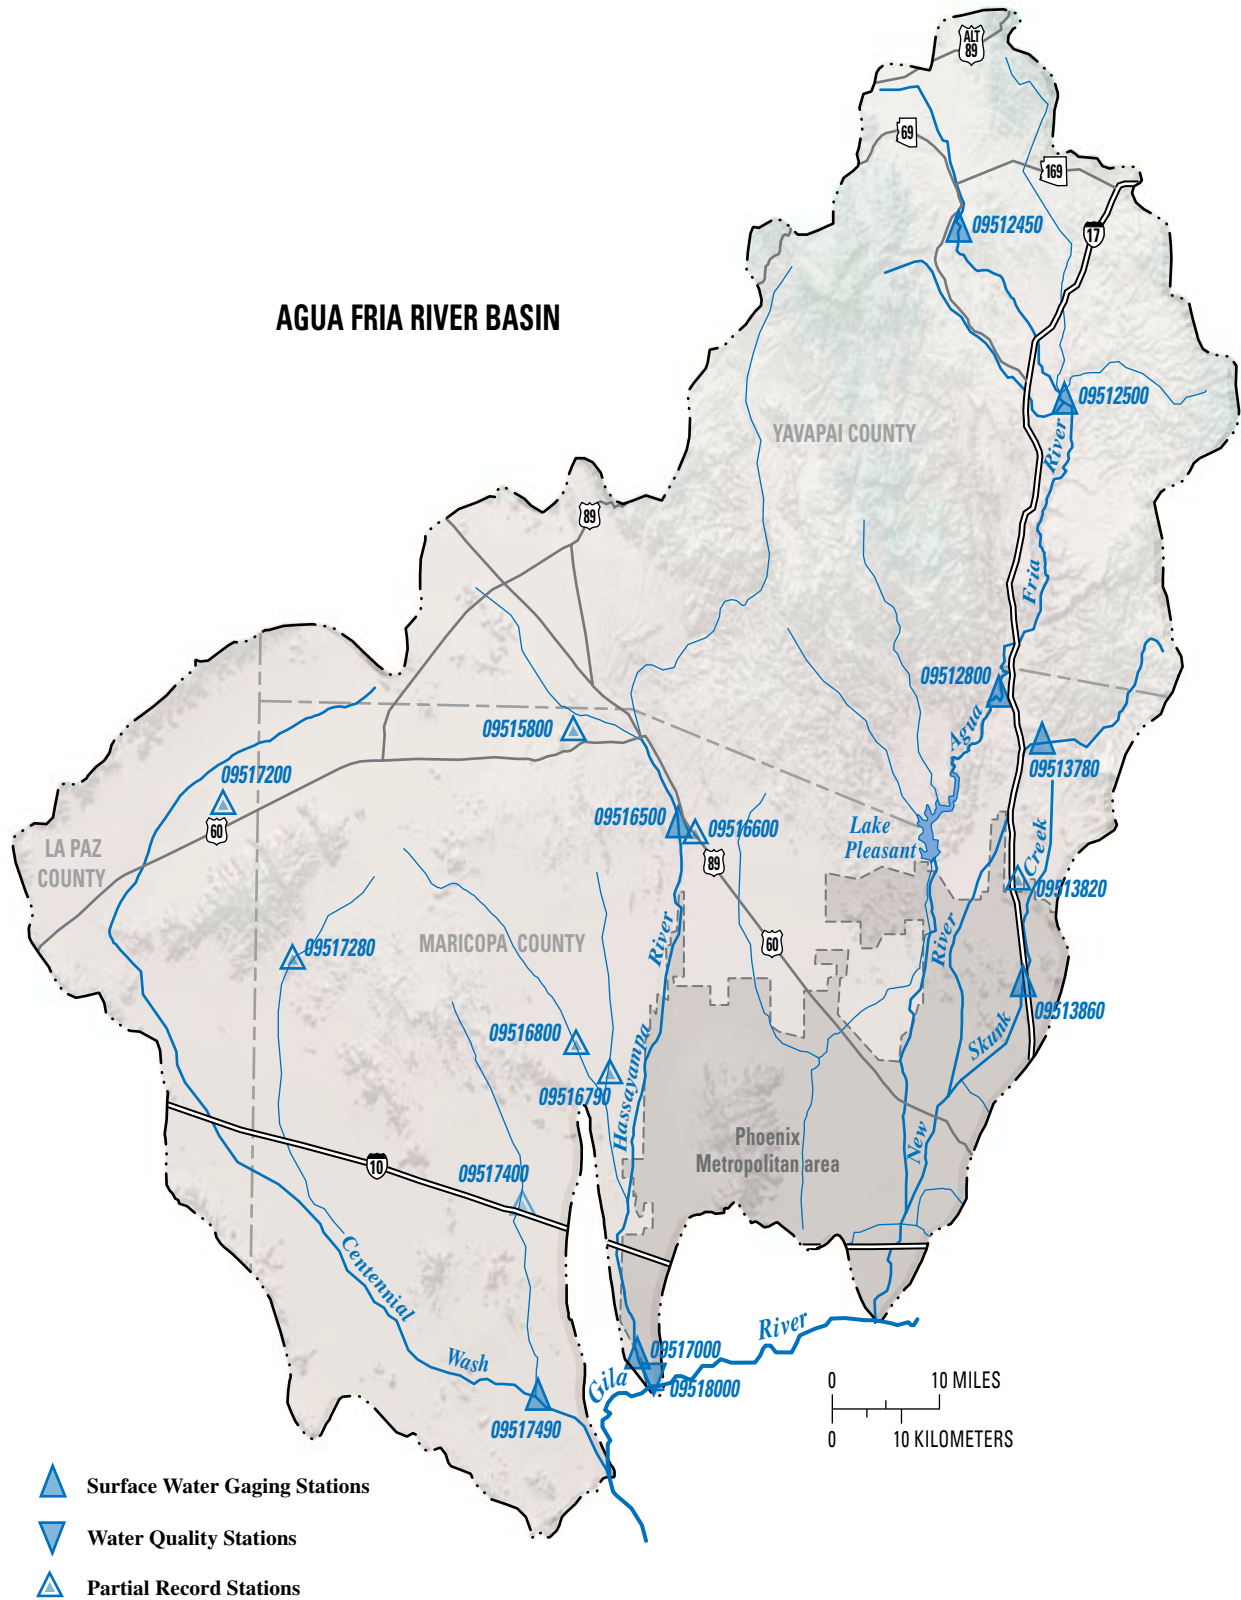 ALT
89
69
169
09512450
17
AGUA FRIA RIVER BASIN
09512500
YAVAPAI COUNTY
River
89
Fria
09512800
09515800
Agua
09513780
09517200
60
09516500
09516600
Lake
Pleasant
LA PAZ
COUNTY
89
Creek
09513820
MARICOPA COUNTY
09517280
River
60
River
09513860
09516800
Skunk
09516790
Hassayampa
Phoenix
Metropolitan area
New
10
09517400
Centennial
River
Wash
09517000
Gila
09518000
09517490
0 10 MILES
0 10 KILOMETERS
Surface Water Gaging Stations
Water Quality Stations
Partial Record Stations